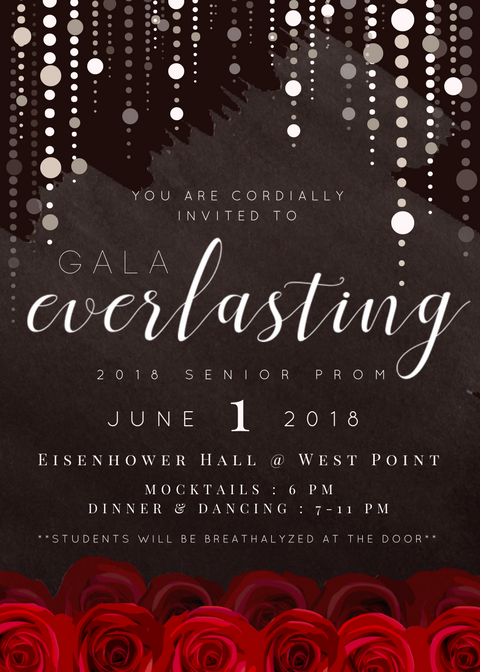 YOU ARE CORDIALLY
INVITED TO
GALA
everlasting
2018 SENIOR PROM
JUNE 1 2018
EISENHOWER HALL @ WEST POINT
MOCKTAILS : 6 PM
DINNER & DANCING : 7-11 PM
**STUDENTS WILL BE BREATHALYZED AT THE DOOR**